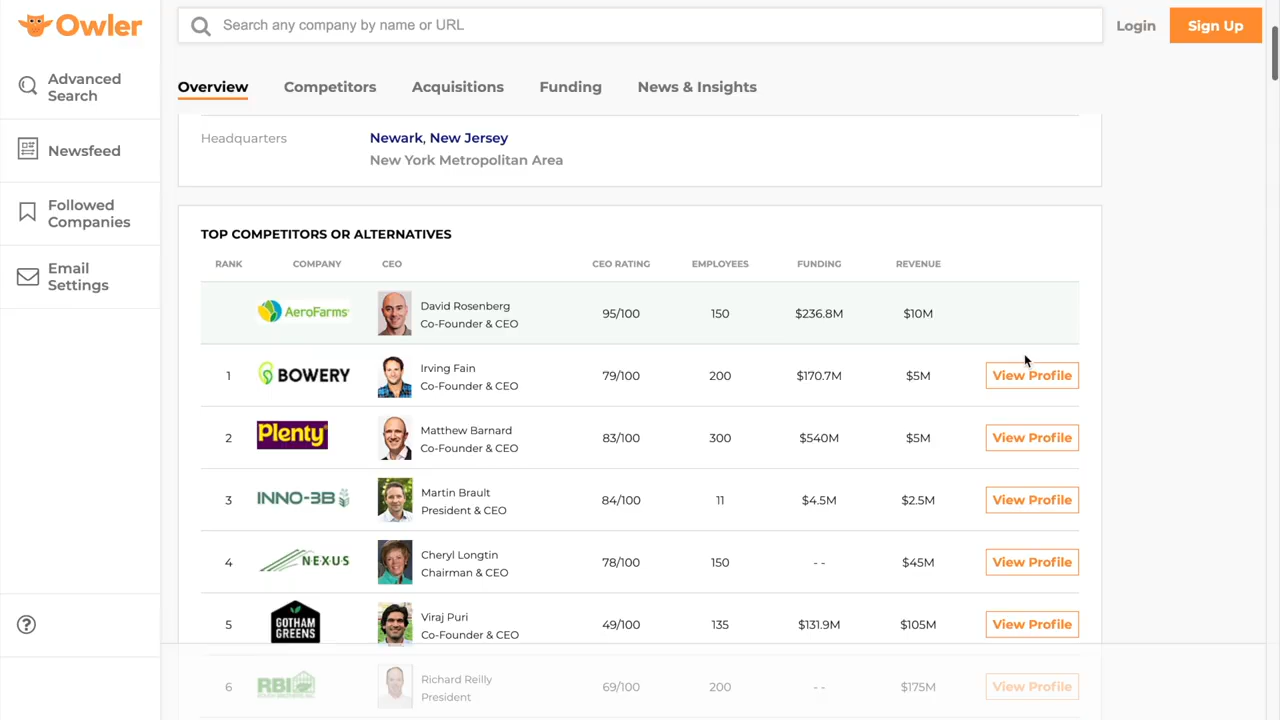 Owler
Search any company by name or URL
Login
Sign Up
Advanced
Search
Newsfeed
Followed
Companies
Email
Settings
Overview
Competitors
Acquisitions
Funding
News & Insights
Headquarters
Newark, New Jersey
New York Metropolitan Area
TOP COMPETITORS OR ALTERNATIVES
RANK COMPANY CEO CEO RATING EMPLOYEES FUNDING REVENUE
AeroFarms David Rosenberg 95/100 150 $236.8M $10M
Co-Founder & CEO
1 BOWERY Irving Fain 79/100 200 $170.7M $5M View Profile
Co-Founder & CEO
2 Plenty Matthew Barnard 83/100 300 $540M $5M View Profile
Co-Founder & CEO
3 INNO-3B Martin Brault 84/100 11 $4.5M $2.5M View Profile
President & CEO
4 NEXUS Cheryl Longtin 78/100 150 - - $45M View Profile
Chairman & CEO
5 GOTHAM GREENS Viraj Puri 49/100 135 $131.9M $105M View Profile
Co-Founder & CEO
6 RBI Richard Reilly 69/100 200 - - $175M View Profile
President